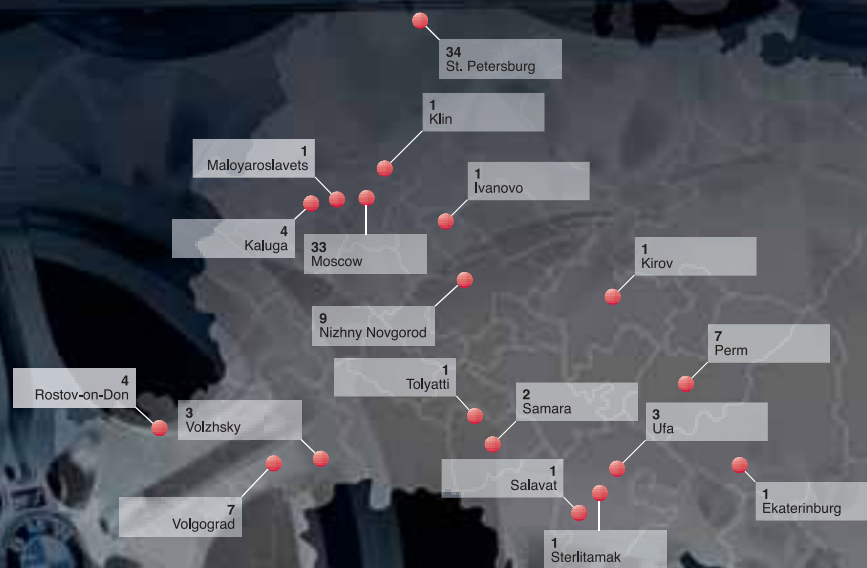 34
St. Petersburg
1
Klin
1
Maloyaroslavets
1
Ivanovo
4
Kaluga
33
Moscow
1
Kirov
9
Nizhny Novgorod
7
Perm
1
Tolyatti
4
Rostov-on-Don
2
Samara
3
Volzhsky
3
Ufa
1
Salavat
1
Ekaterinburg
7
Volgograd
1
Sterlitamak